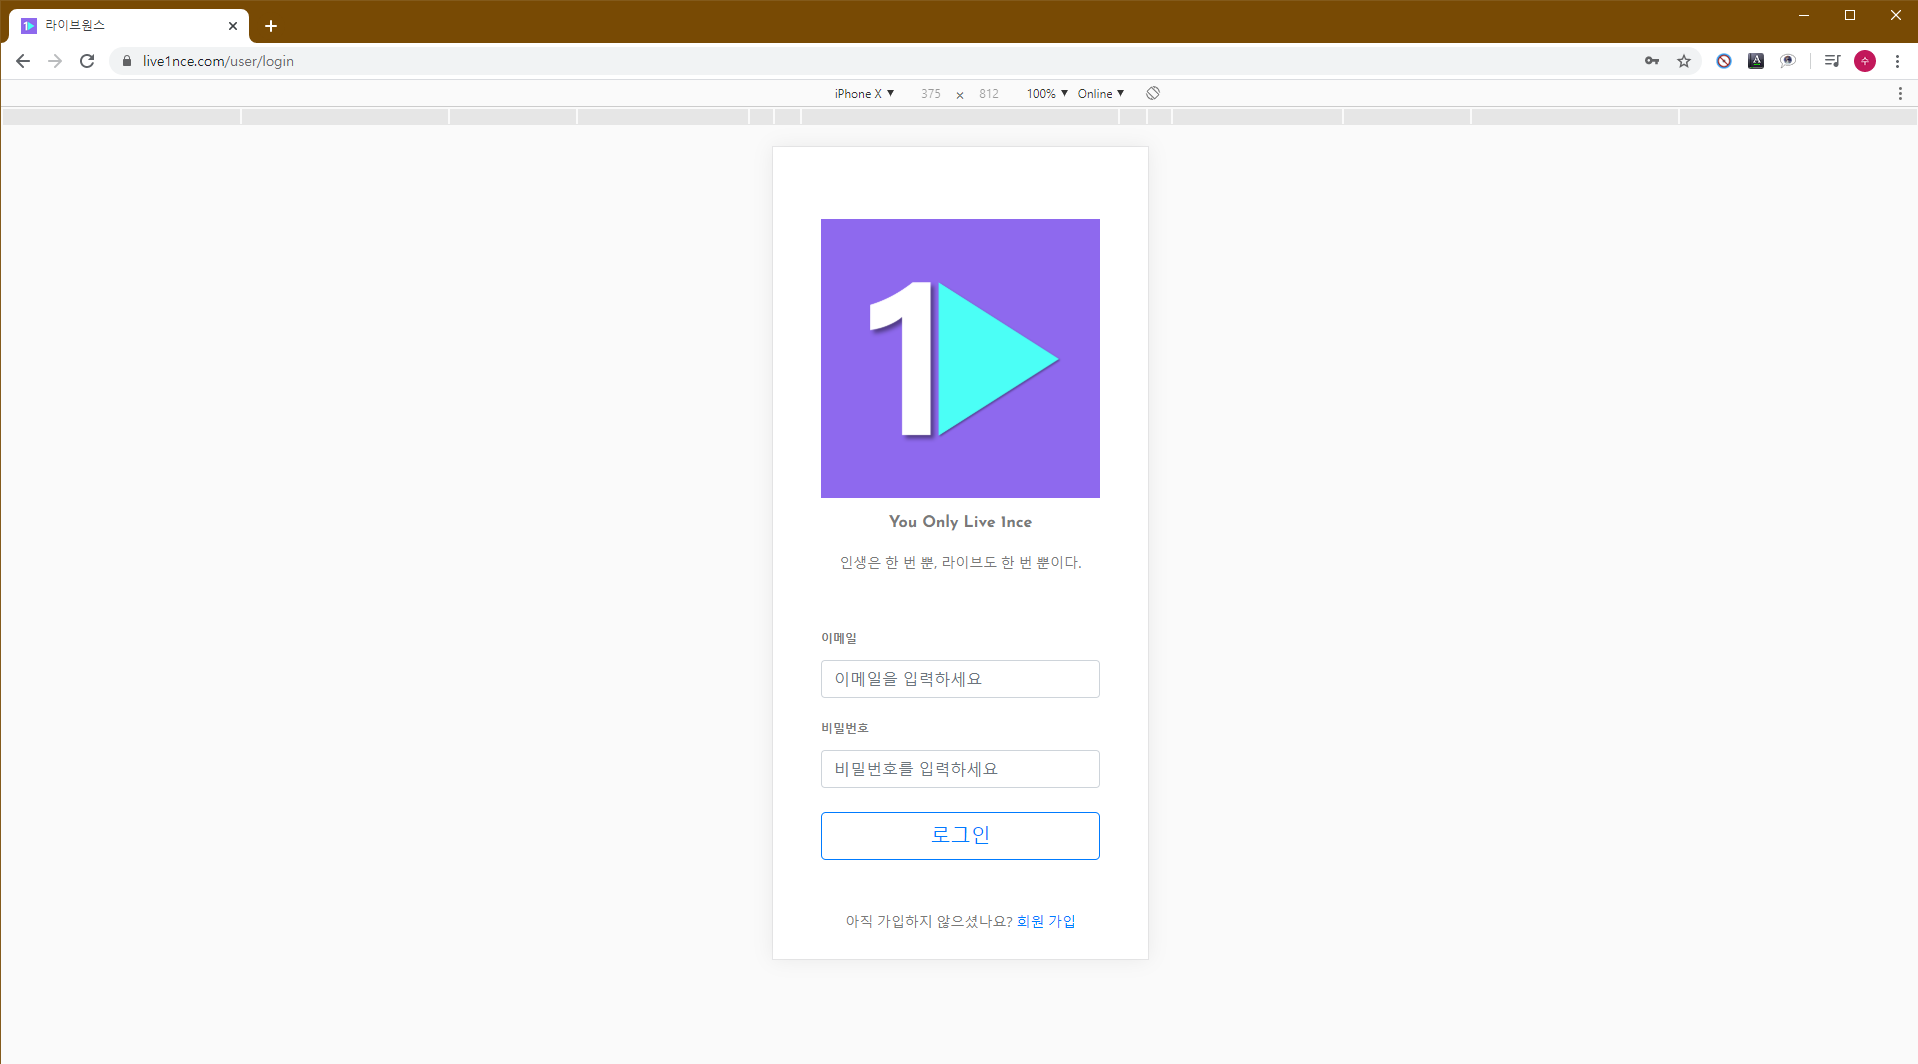 라이브원스
live1nce.com/user/login
수
iPhone X ▼ 375 × 812 100% ▼ Online ▼
1
You Only Live 1nce
인생은 한 번 뿐, 라이브도 한 번 뿐이다.
이메일
이메일을 입력하세요
비밀번호
비밀번호를 입력하세요
로그인
아직 가입하지 않으셨나요? 회원 가입